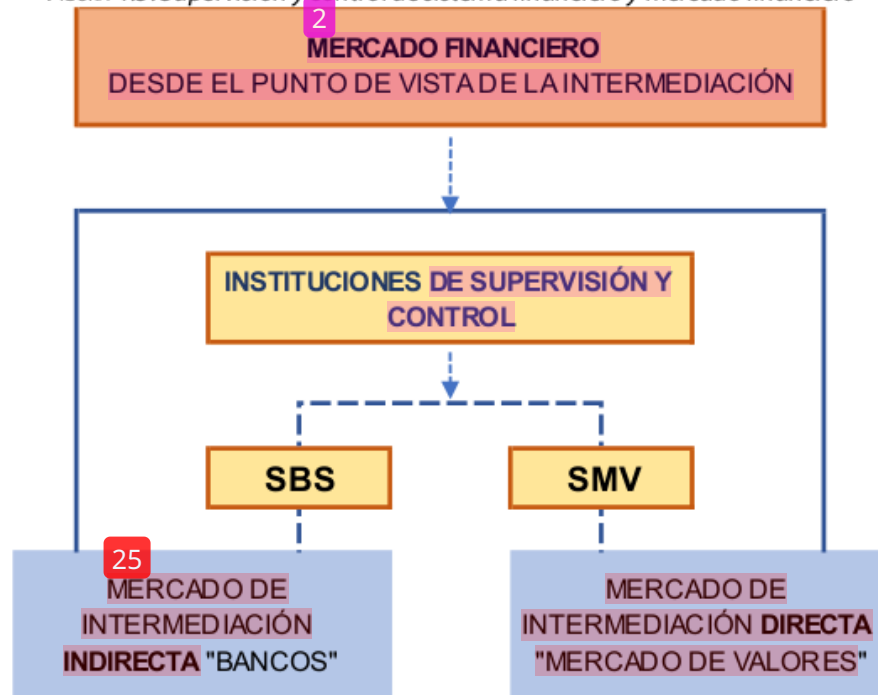 2
MERCADO FINANCIERO
DESDE EL PUNTO DE VISTA DE LA INTERMEDIACIÓN
INSTITUCIONES DE SUPERVISIÓN Y
CONTROL
SBS
SMV
25
MERCADO DE
INTERMEDIACIÓN
INDIRECTA "BANCOS"
MERCADO DE
INTERMEDIACIÓN DIRECTA
"MERCADO DE VALORES"